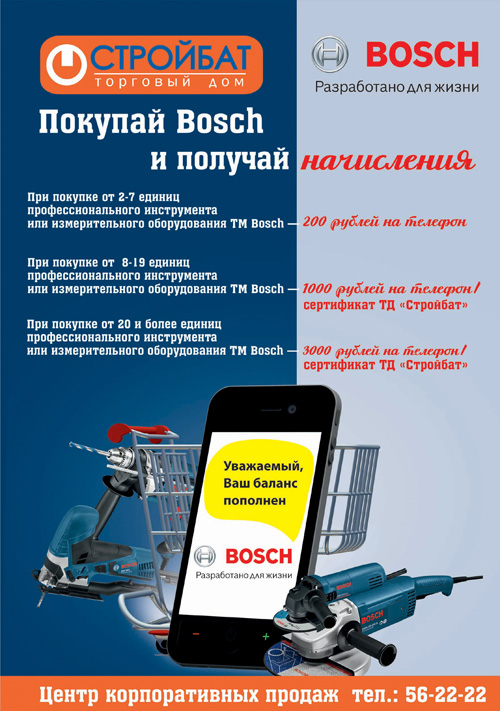 СТРОЙБАТ
ТОРГОВЫЙ ДОМ
BOSCH
Разработано для жизни
Покупай Bosch
и получай начисления
При покупке от 2-7 единиц
профессионального инструмента
или измерительного оборудования ТМ Bosch — 200 рублей на телефон
При покупке от 8-19 единиц
профессионального инструмента
или измерительного оборудования ТМ Bosch — 1000 рублей на телефон/
сертификат ТД «Стройбат»
При покупке от 20 и более единиц
профессионального инструмента
или измерительного оборудования ТМ Bosch — 3000 рублей на телефон/
сертификат ТД «Стройбат»
Уважаемый,
Ваш баланс
пополнен
BOSCH
Разработано для жизни
Центр корпоративных продаж тел.: 56-22-22